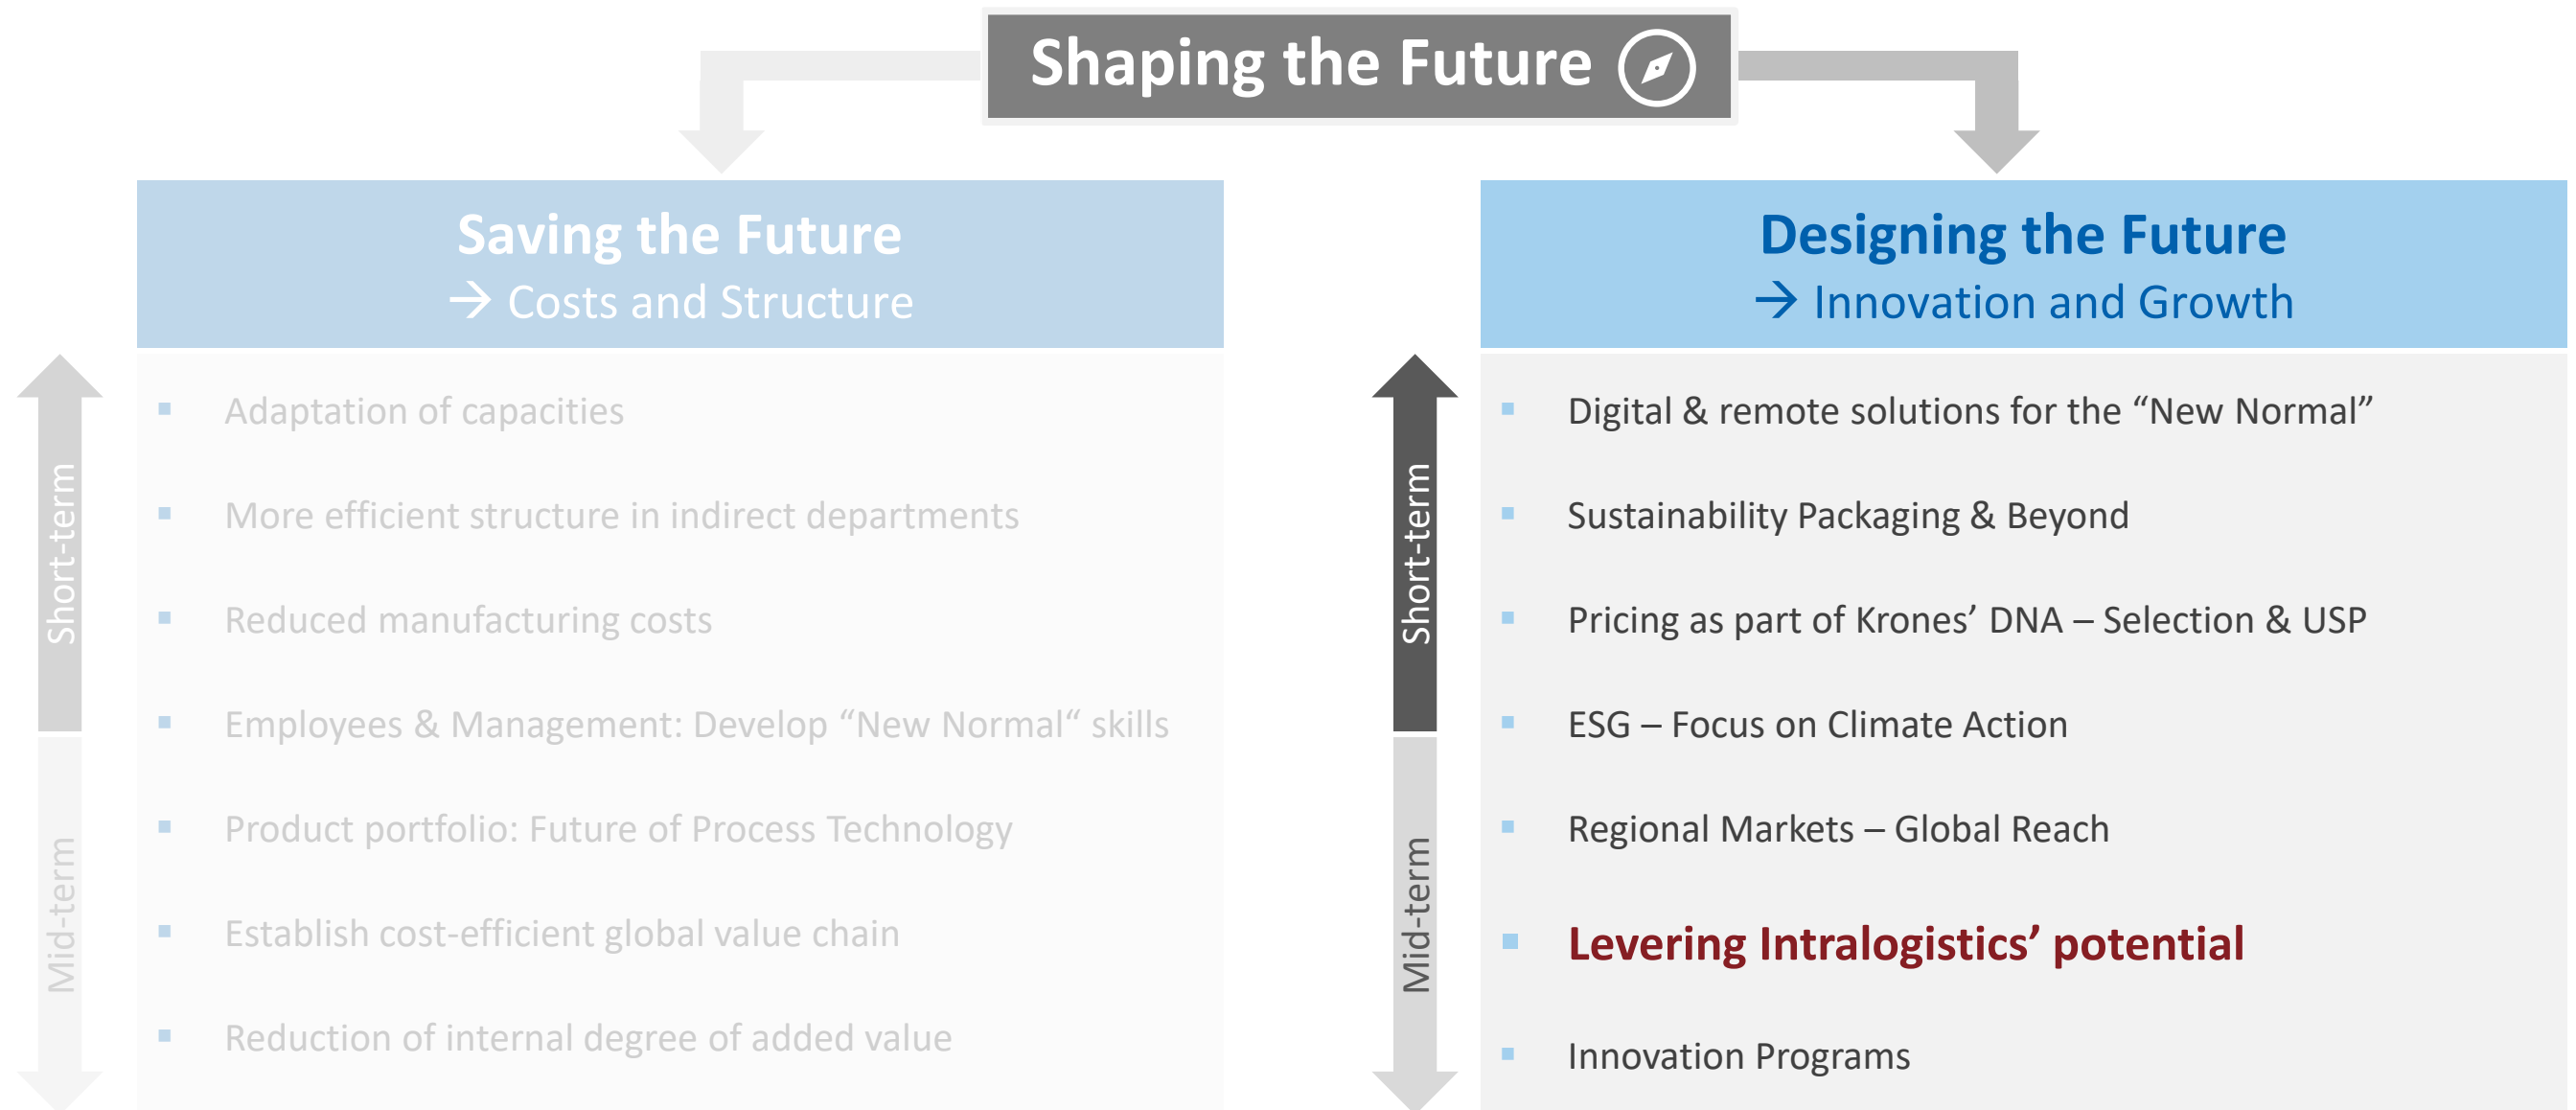 Shaping the Future
Saving the Future
→ Costs and Structure
Short-term
Mid-term
▪ Adaptation of capacities
▪ More efficient structure in indirect departments
▪ Reduced manufacturing costs
▪ Employees & Management: Develop “New Normal“ skills
▪ Product portfolio: Future of Process Technology
▪ Establish cost-efficient global value chain
▪ Reduction of internal degree of added value
Designing the Future
→ Innovation and Growth
Short-term
Mid-term
▪ Digital & remote solutions for the “New Normal”
▪ Sustainability Packaging & Beyond
▪ Pricing as part of Krones’ DNA – Selection & USP
▪ ESG – Focus on Climate Action
▪ Regional Markets – Global Reach
▪ Levering Intralogistics’ potential
▪ Innovation Programs